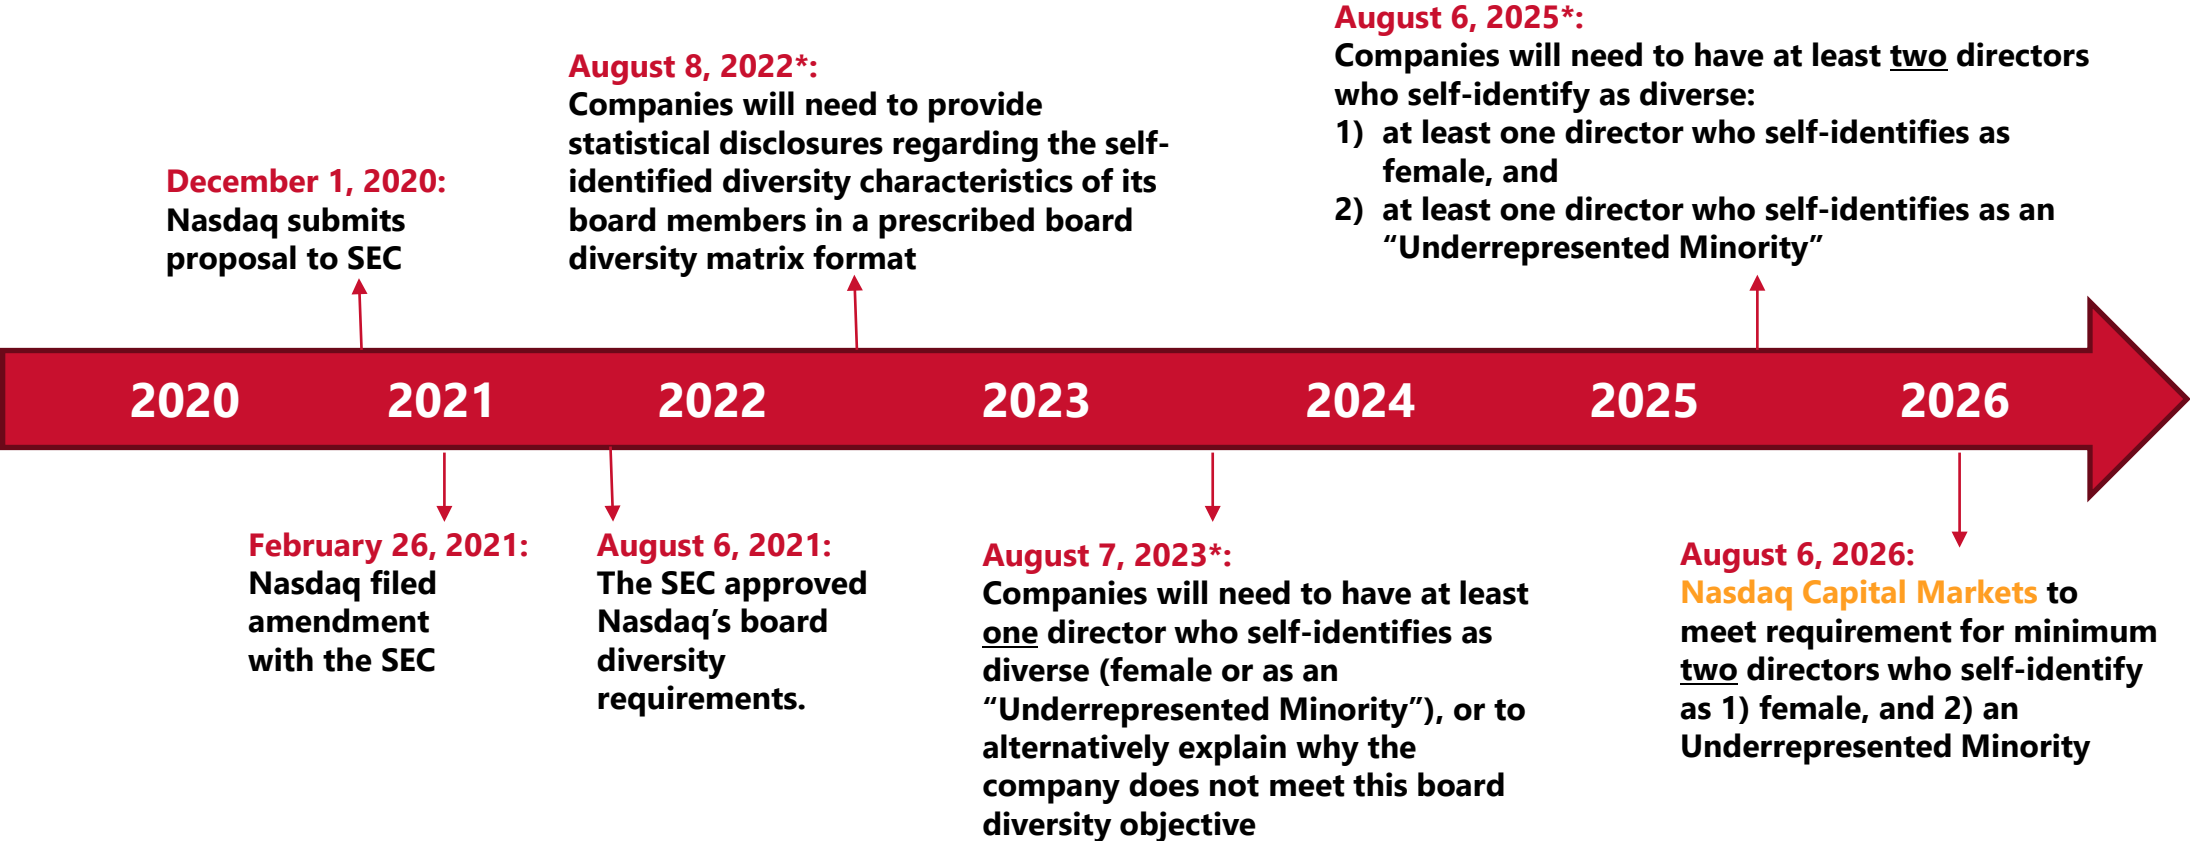 December 1, 2020:
Nasdaq submits
proposal to SEC
August 8, 2022*:
Companies will need to provide
statistical disclosures regarding the self-
identified diversity characteristics of its
board members in a prescribed board
diversity matrix format
August 6, 2025*:
Companies will need to have at least two directors
who self-identify as diverse:
1) at least one director who self-identifies as
female, and
2) at least one director who self-identifies as an
“Underrepresented Minority”
2020 2021 2022 2023 2024 2025 2026
February 26, 2021:
Nasdaq filed
amendment
with the SEC
August 6, 2021:
The SEC approved
Nasdaq’s board
diversity
requirements.
August 7, 2023*:
Companies will need to have at least
one director who self-identifies as
diverse (female or as an
“Underrepresented Minority”), or to
alternatively explain why the
company does not meet this board
diversity objective
August 6, 2026:
Nasdaq Capital Markets to
meet requirement for minimum
two directors who self-identify
as 1) female, and 2) an
Underrepresented Minority